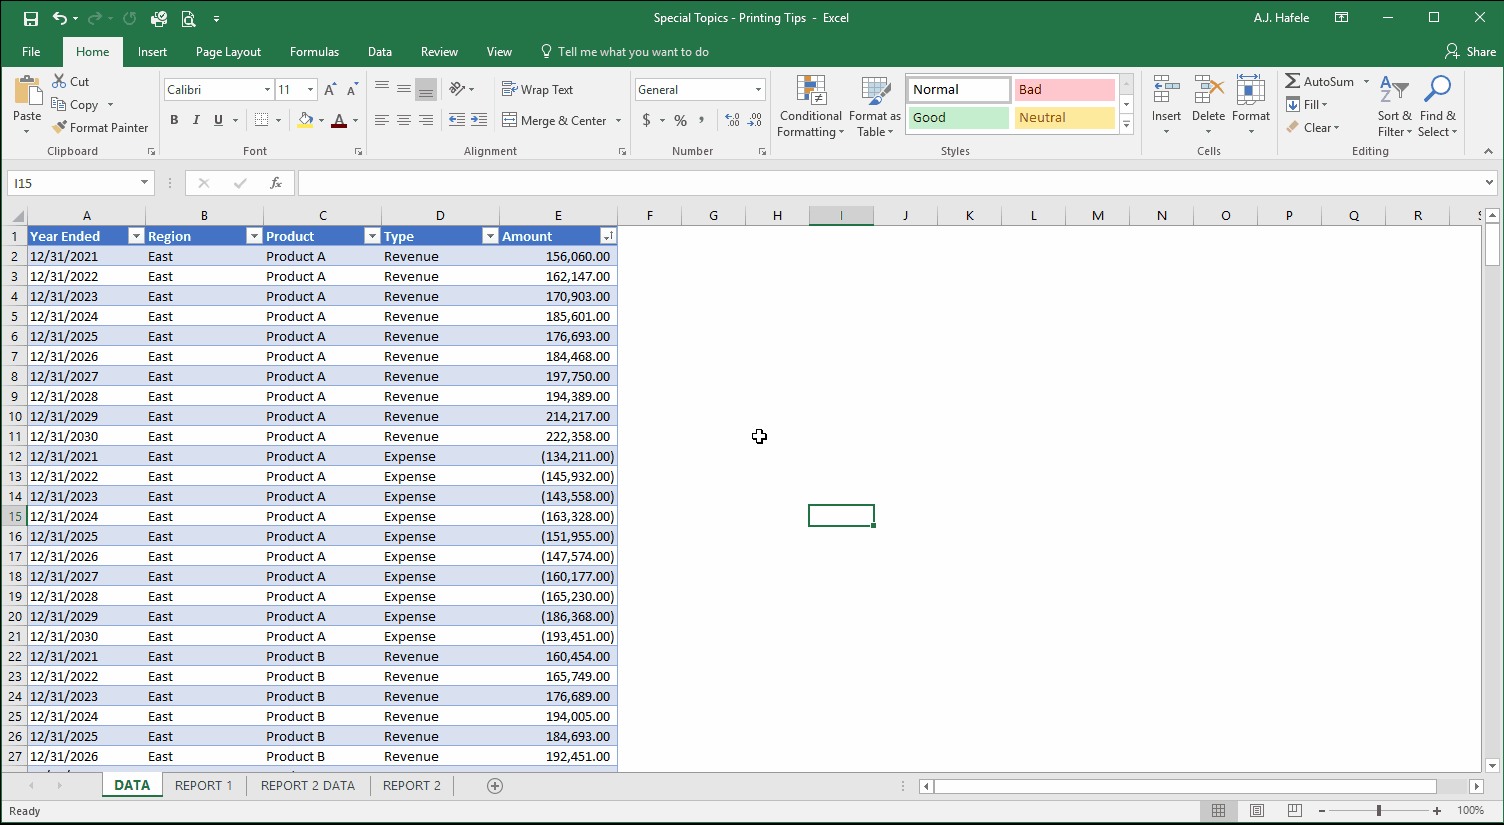 Special Topics - Printing Tips - Excel
A.J. Hafele
File Home Insert Page Layout Formulas Data Review View Tell me what you want to do Share
Paste
Cut
Copy
Format Painter
Clipboard
Calibri 11
B I U
Font
Wrap Text
Merge & Center
Alignment
General
$ % ,
Number
Conditional Formatting
Format as Table
Normal Bad
Good Neutral
Styles
Insert Delete Format
Cells
AutoSum
Fill
Clear
Sort & Filter
Find & Select
Editing
I15
fx
A B C D E F G H I J K L M N O P Q R
1 Year Ended Region Product Type Amount
2 12/31/2021 East Product A Revenue 156,060.00
3 12/31/2022 East Product A Revenue 162,147.00
4 12/31/2023 East Product A Revenue 170,903.00
5 12/31/2024 East Product A Revenue 185,601.00
6 12/31/2025 East Product A Revenue 176,693.00
7 12/31/2026 East Product A Revenue 184,468.00
8 12/31/2027 East Product A Revenue 197,750.00
9 12/31/2028 East Product A Revenue 194,389.00
10 12/31/2029 East Product A Revenue 214,217.00
11 12/31/2030 East Product A Revenue 222,358.00
12 12/31/2021 East Product A Expense (134,211.00)
13 12/31/2022 East Product A Expense (145,932.00)
14 12/31/2023 East Product A Expense (143,558.00)
15 12/31/2024 East Product A Expense (163,328.00)
16 12/31/2025 East Product A Expense (151,955.00)
17 12/31/2026 East Product A Expense (147,574.00)
18 12/31/2027 East Product A Expense (160,177.00)
19 12/31/2028 East Product A Expense (165,230.00)
20 12/31/2029 East Product A Expense (186,368.00)
21 12/31/2030 East Product A Expense (193,451.00)
22 12/31/2021 East Product B Revenue 160,454.00
23 12/31/2022 East Product B Revenue 165,749.00
24 12/31/2023 East Product B Revenue 176,689.00
25 12/31/2024 East Product B Revenue 194,005.00
26 12/31/2025 East Product B Revenue 184,693.00
27 12/31/2026 East Product B Revenue 192,451.00
DATA REPORT 1 REPORT 2 DATA REPORT 2
Ready
100%